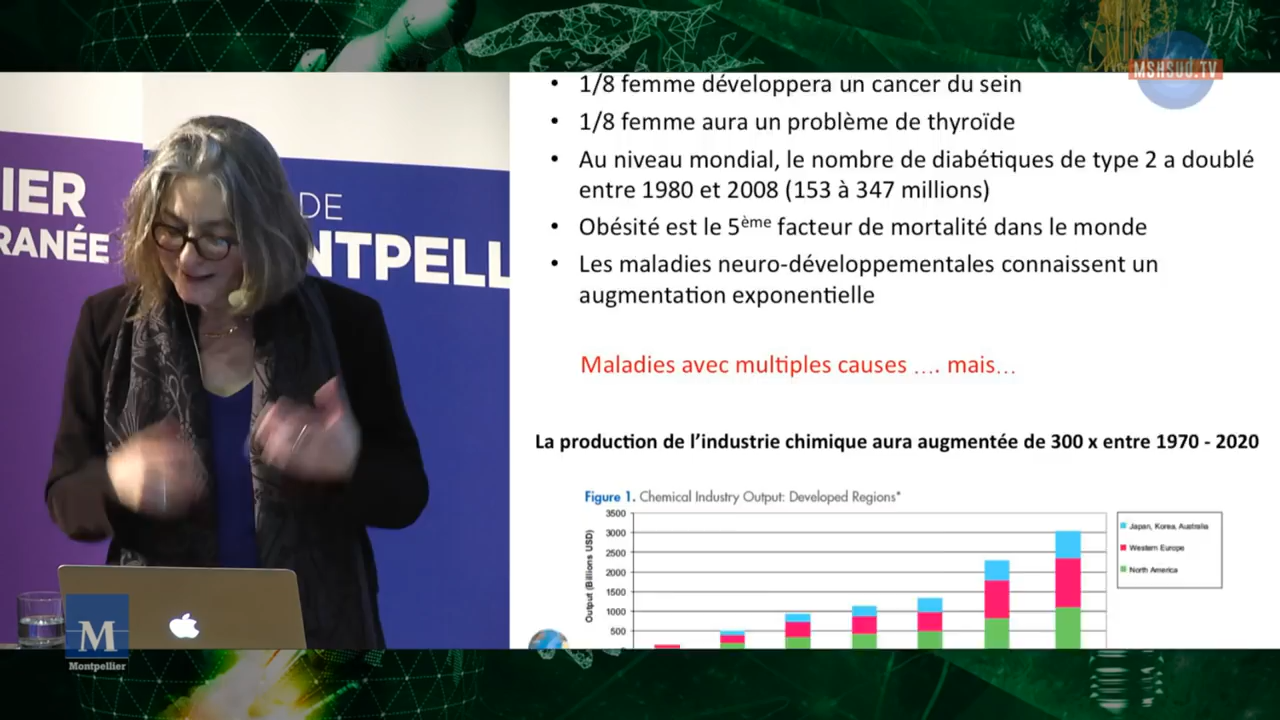 MSHSUD.TV
IER
RANÉE
DE
NTPELL
• 1/8 femme développera un cancer du sein
• 1/8 femme aura un problème de thyroïde
• Au niveau mondial, le nombre de diabétiques de type 2 a doublé
entre 1980 et 2008 (153 à 347 millions)
• Obésité est le 5ème facteur de mortalité dans le monde
• Les maladies neuro-développementales connaissent un
augmentation exponentielle
Maladies avec multiples causes …. mais…
La production de l’industrie chimique aura augmentée de 300 x entre 1970 - 2020
Figure 1. Chemical Industry Output: Developed Regions*
Output (Billions USD)
3500
3000
2500
2000
1500
1000
500
Japan, Korea, Australia
Western Europe
North America
M
Montpellier